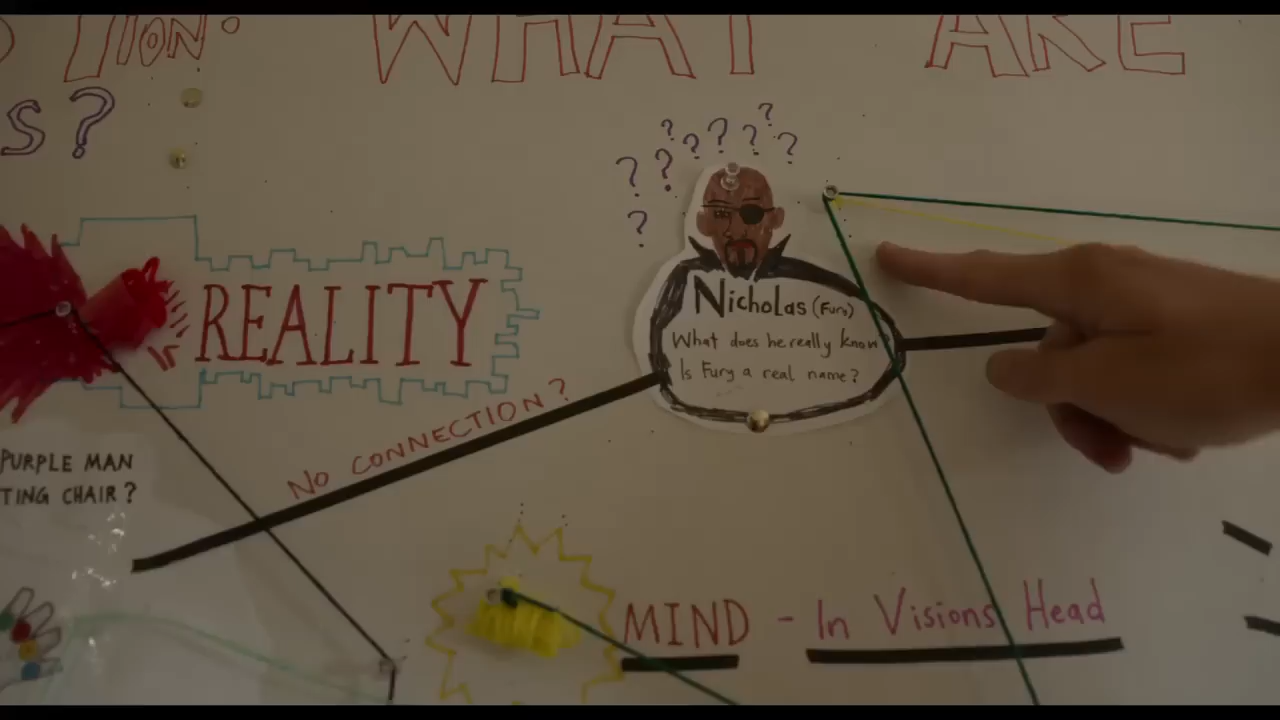 TION: WHAT ARE
S?
? ? ? ? ? ? ? ? ?
REALITY
Nicholas (Fury)
What does he really know
Is Fury a real name?
NO CONNECTION?
PURPLE MAN
TING CHAIR?
MIND - In Visions Head